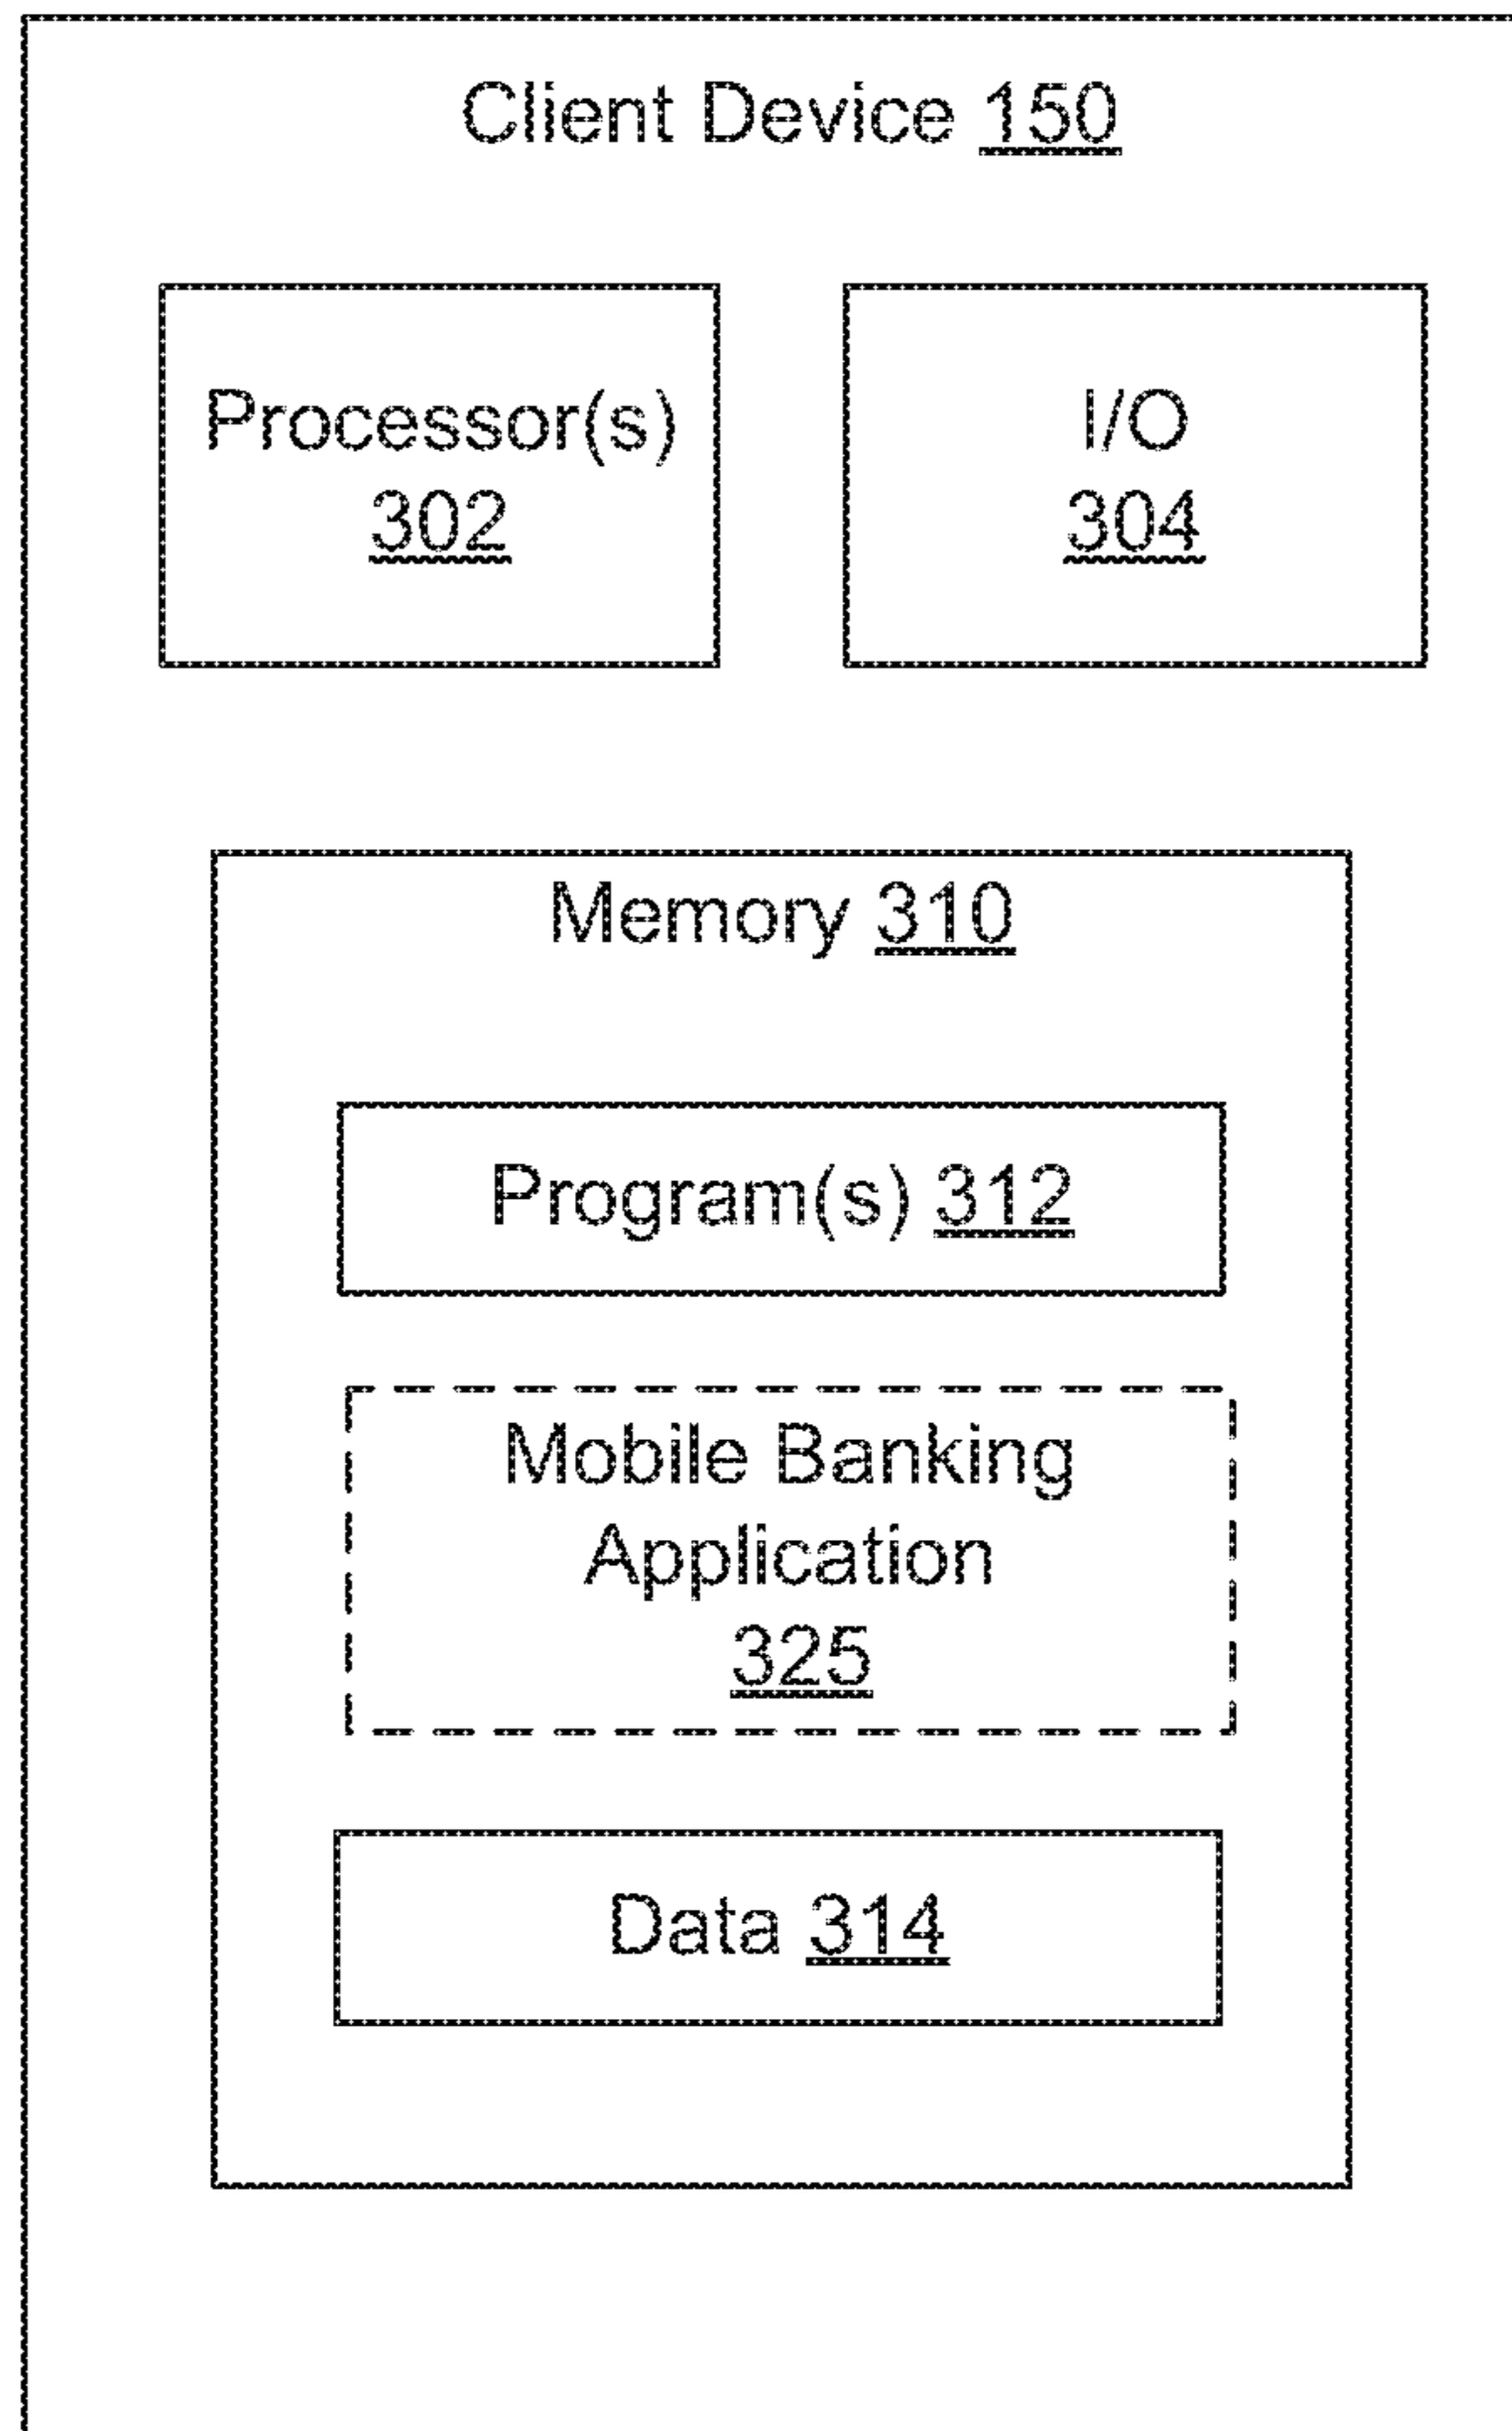 Client Device 150
Processor(s)
302
I/O
304
Memory 310
Program(s) 312
Mobile Banking
Application
325
Data 314